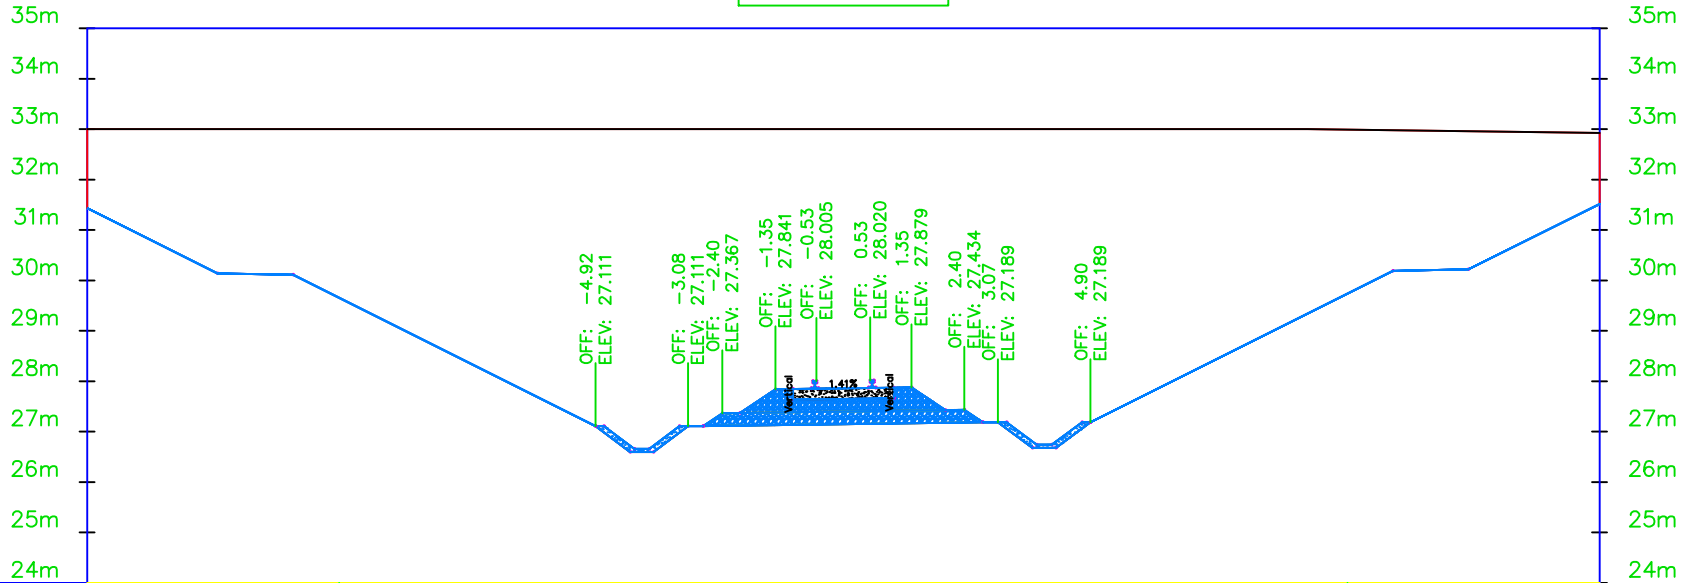 35m
35m
34m
34m
33m
33m
32m
32m
31m
31m
30m
30m
29m
29m
28m
28m
27m
27m
26m
26m
25m
25m
24m
24m
OFF: -4.92
ELEV: 27.111
OFF: -3.08
ELEV: 27.111
OFF: -2.40
ELEV: 27.367
OFF: -1.35
ELEV: 27.841
OFF: -0.53
ELEV: 28.005
OFF: 0.53
ELEV: 28.020
OFF: 1.35
ELEV: 27.879
OFF: 2.40
ELEV: 27.434
OFF: 3.07
ELEV: 27.189
OFF: 4.90
ELEV: 27.189
Vertical
1.41%
Vertical